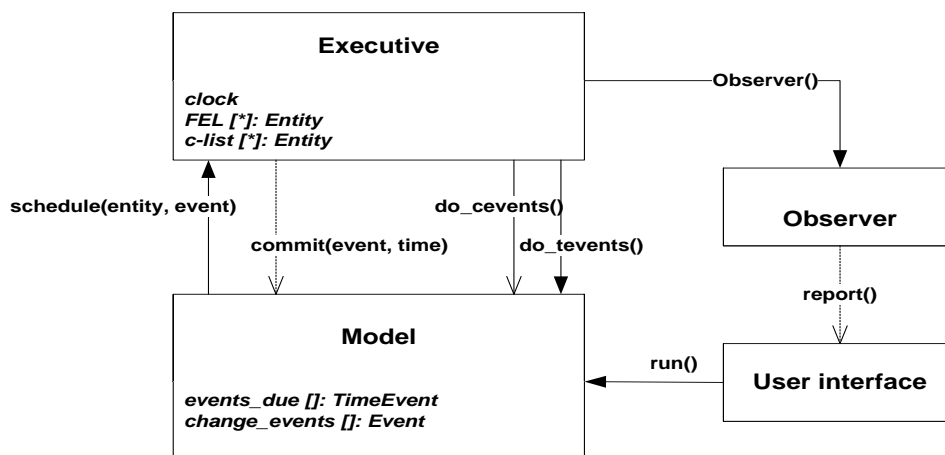 Executive
clock
FEL [*]: Entity
c-list [*]: Entity
Observer()
schedule(entity, event)
do_cevents()
commit(event, time)
do_tevents()
Observer
report()
Model
events_due []: TimeEvent
change_events []: Event
run()
User interface